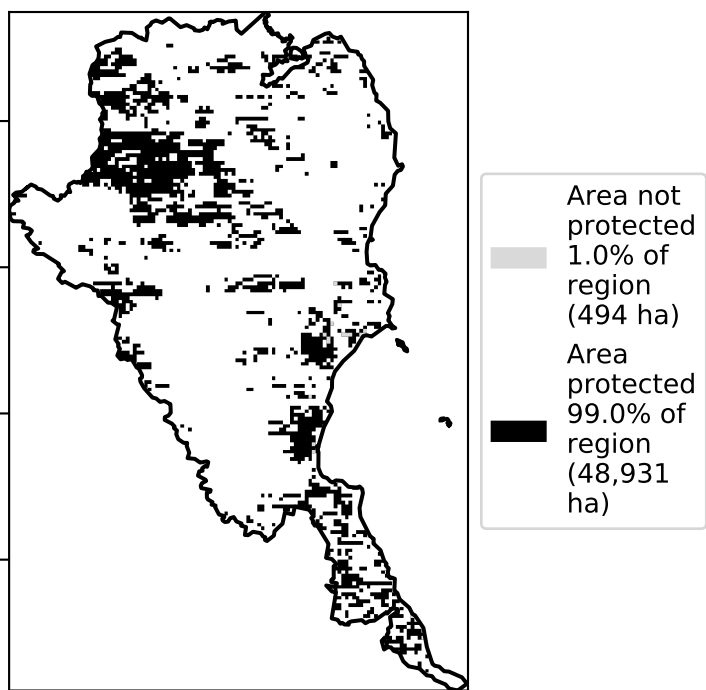 Area not
protected
1.0% of
region
(494 ha)
Area
protected
99.0% of
region
(48,931
ha)